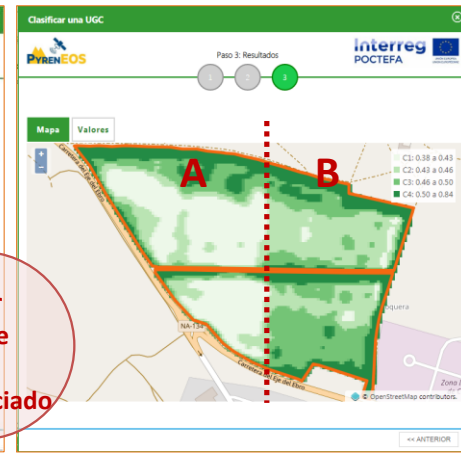 Clasificar una UGC
PYRENEOS
Paso 3: Resultados
Interreg
POCTEFA
1 2 3
Mapa Valores
+
-
A B
C1: 0.38 a 0.43
C2: 0.43 a 0.46
C3: 0.46 a 0.50
C4: 0.50 a 0.84
Carretera del Eje del Ebro
NA-134
Carretera del Eje del Ebro
quera
Zona
ciado
© OpenStreetMap contributors.
<< ANTERIOR